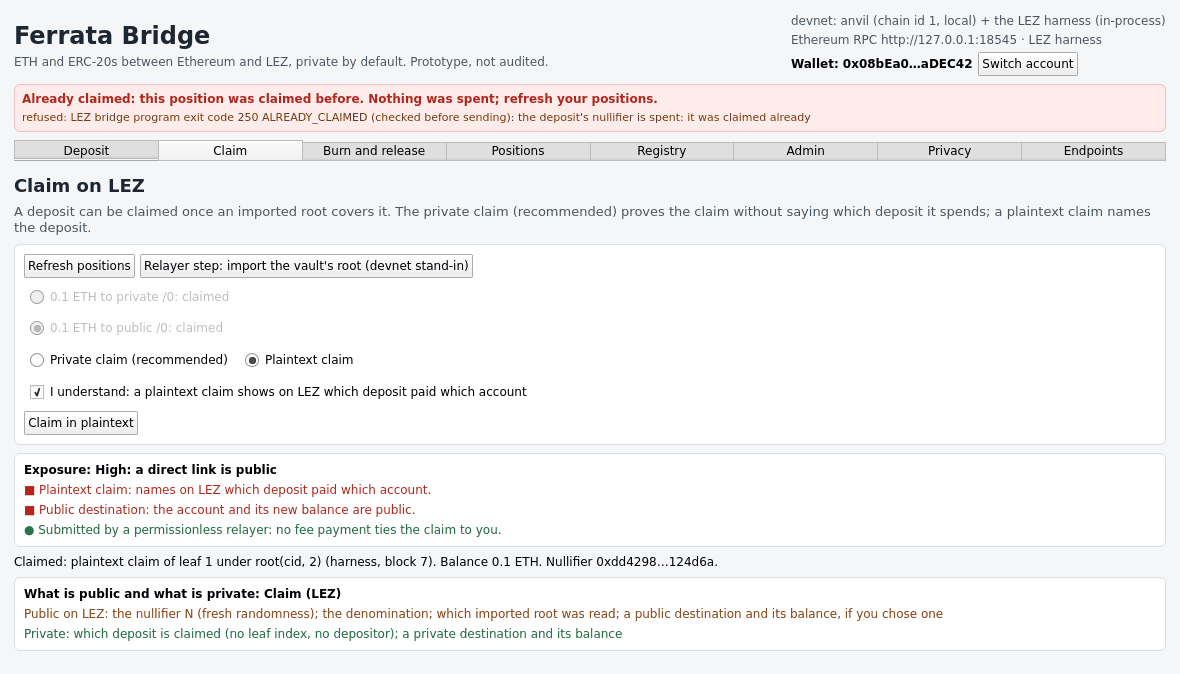 Ferrata Bridge
ETH and ERC-20s between Ethereum and LEZ, private by default. Prototype, not audited.
devnet: anvil (chain id 1, local) + the LEZ harness (in-process)
Ethereum RPC http://127.0.0.1:18545 · LEZ harness
Wallet: 0x08bEa0…aDEC42 Switch account
Already claimed: this position was claimed before. Nothing was spent; refresh your positions.
refused: LEZ bridge program exit code 250 ALREADY_CLAIMED (checked before sending): the deposit's nullifier is spent: it was claimed already
Deposit Claim Burn and release Positions Registry Admin Privacy Endpoints
Claim on LEZ
A deposit can be claimed once an imported root covers it. The private claim (recommended) proves the claim without saying which deposit it spends; a plaintext claim names
the deposit.
Refresh positions Relayer step: import the vault's root (devnet stand-in)
0.1 ETH to private /0: claimed
0.1 ETH to public /0: claimed
Private claim (recommended) Plaintext claim
I understand: a plaintext claim shows on LEZ which deposit paid which account
Claim in plaintext
Exposure: High: a direct link is public
Plaintext claim: names on LEZ which deposit paid which account.
Public destination: the account and its new balance are public.
Submitted by a permissionless relayer: no fee payment ties the claim to you.
Claimed: plaintext claim of leaf 1 under root(cid, 2) (harness, block 7). Balance 0.1 ETH. Nullifier 0xdd4298…124d6a.
What is public and what is private: Claim (LEZ)
Public on LEZ: the nullifier N (fresh randomness); the denomination; which imported root was read; a public destination and its balance, if you chose one
Private: which deposit is claimed (no leaf index, no depositor); a private destination and its balance